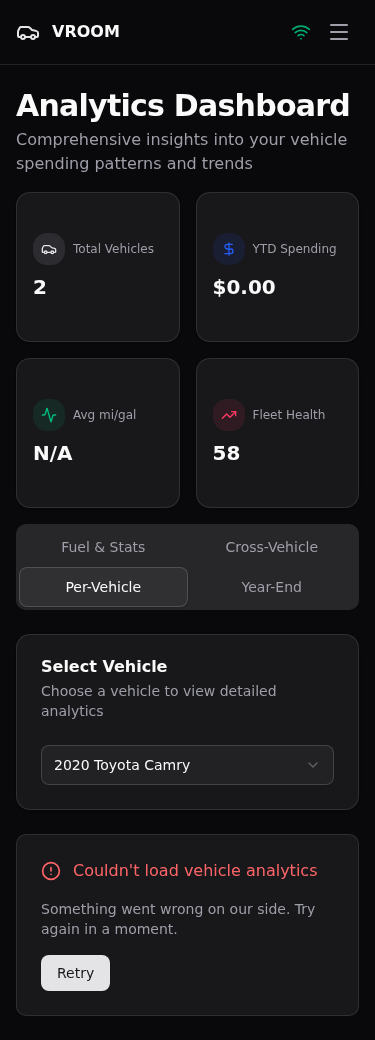 VROOM
Analytics Dashboard
Comprehensive insights into your vehicle
spending patterns and trends
Total Vehicles
2
YTD Spending
$0.00
Avg mi/gal
N/A
Fleet Health
58
Fuel & Stats
Cross-Vehicle
Per-Vehicle
Year-End
Select Vehicle
Choose a vehicle to view detailed
analytics
2020 Toyota Camry
Couldn't load vehicle analytics
Something went wrong on our side. Try
again in a moment.
Retry